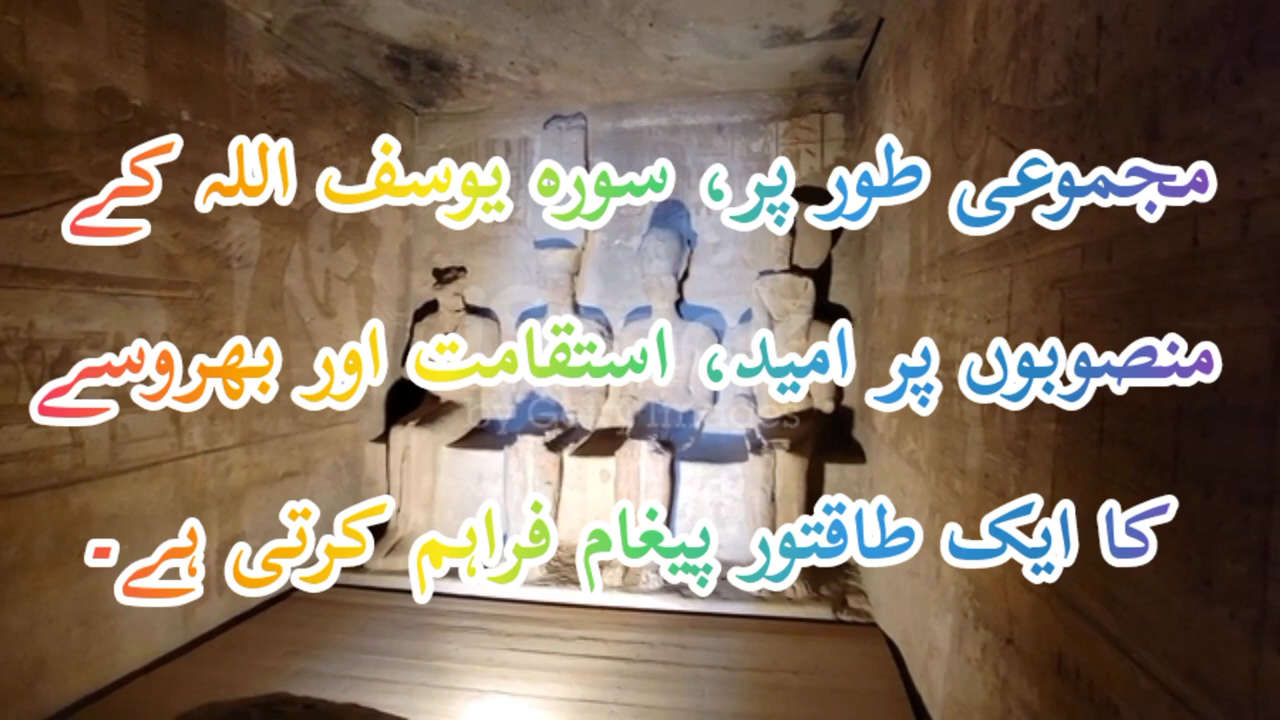 مجموعی طور پر، سورہ یوسف اللہ کے
منصوبوں پر امید، استقامت اور بھروسے
کا ایک طاقتور پیغام فراہم کرتی ہے.